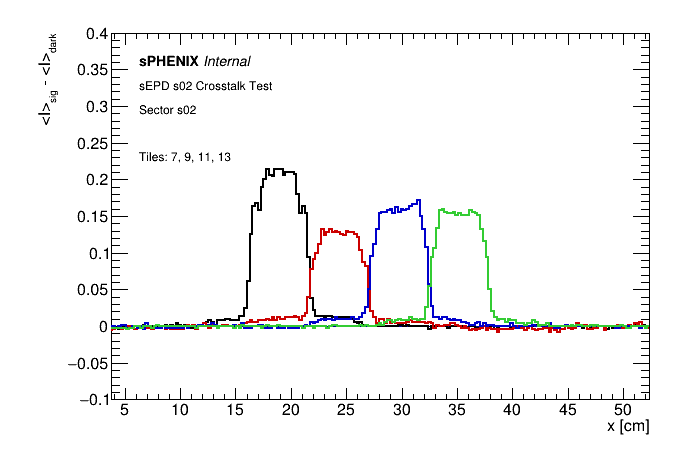 <I>sig - <I>dark
0.4
0.35
0.3
0.25
0.2
0.15
0.1
0.05
0
−0.05
−0.1
sPHENIX Internal
sEPD s02 Crosstalk Test
Sector s02
Tiles: 7, 9, 11, 13
5 10 15 20 25 30 35 40 45 50
x [cm]